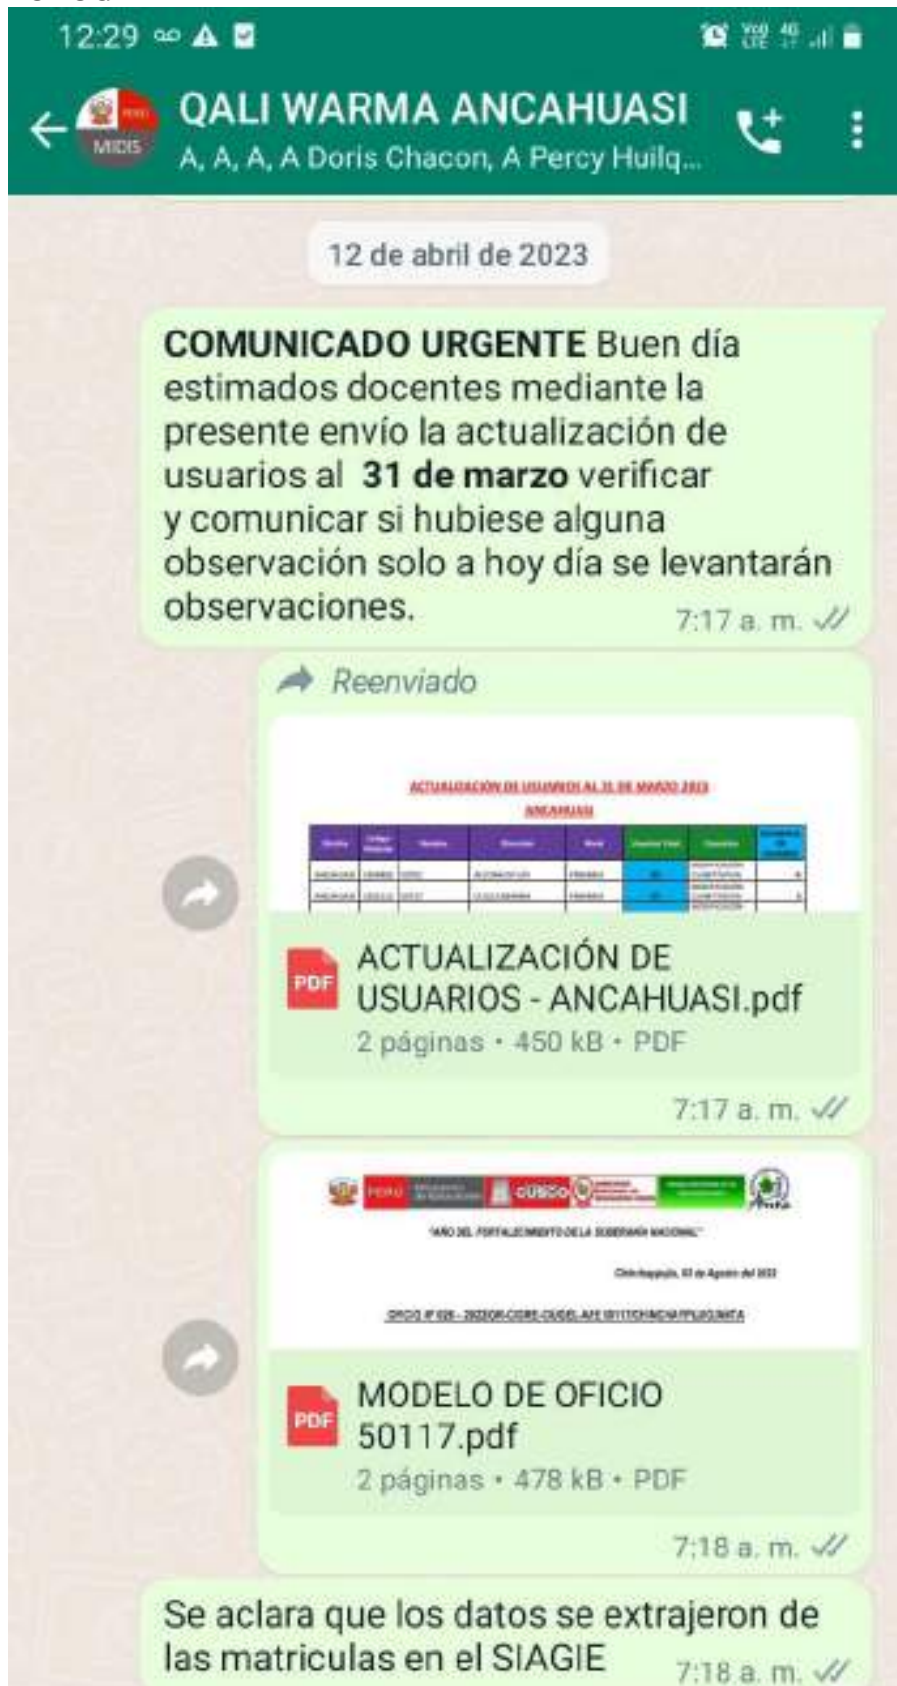 12:29
Vo)) LTE 4G
QALI WARMA ANCAHUASI
MIDIS
A, A, A, A Doris Chacon, A Percy Huilq...
12 de abril de 2023
COMUNICADO URGENTE Buen día
estimados docentes mediante la
presente envío la actualización de
usuarios al 31 de marzo verificar
y comunicar si hubiese alguna
observación solo a hoy día se levantarán
observaciones.
7:17 a. m.
Reenviado
ACTUALIZACIÓN DE USUARIOS AL 31 DE MARZO 2023
ANCAHUASI
PDF
ACTUALIZACIÓN DE
USUARIOS - ANCAHUASI.pdf
2 páginas • 450 kB • PDF
7:17 a. m.
PERÚ
CUSCO
"AÑO DEL FORTALECIMIENTO DE LA SOBERANÍA NACIONAL"
PDF
MODELO DE OFICIO
50117.pdf
2 páginas • 478 kB • PDF
7:18 a. m.
Se aclara que los datos se extrajeron de
las matriculas en el SIAGIE
7:18 a. m.